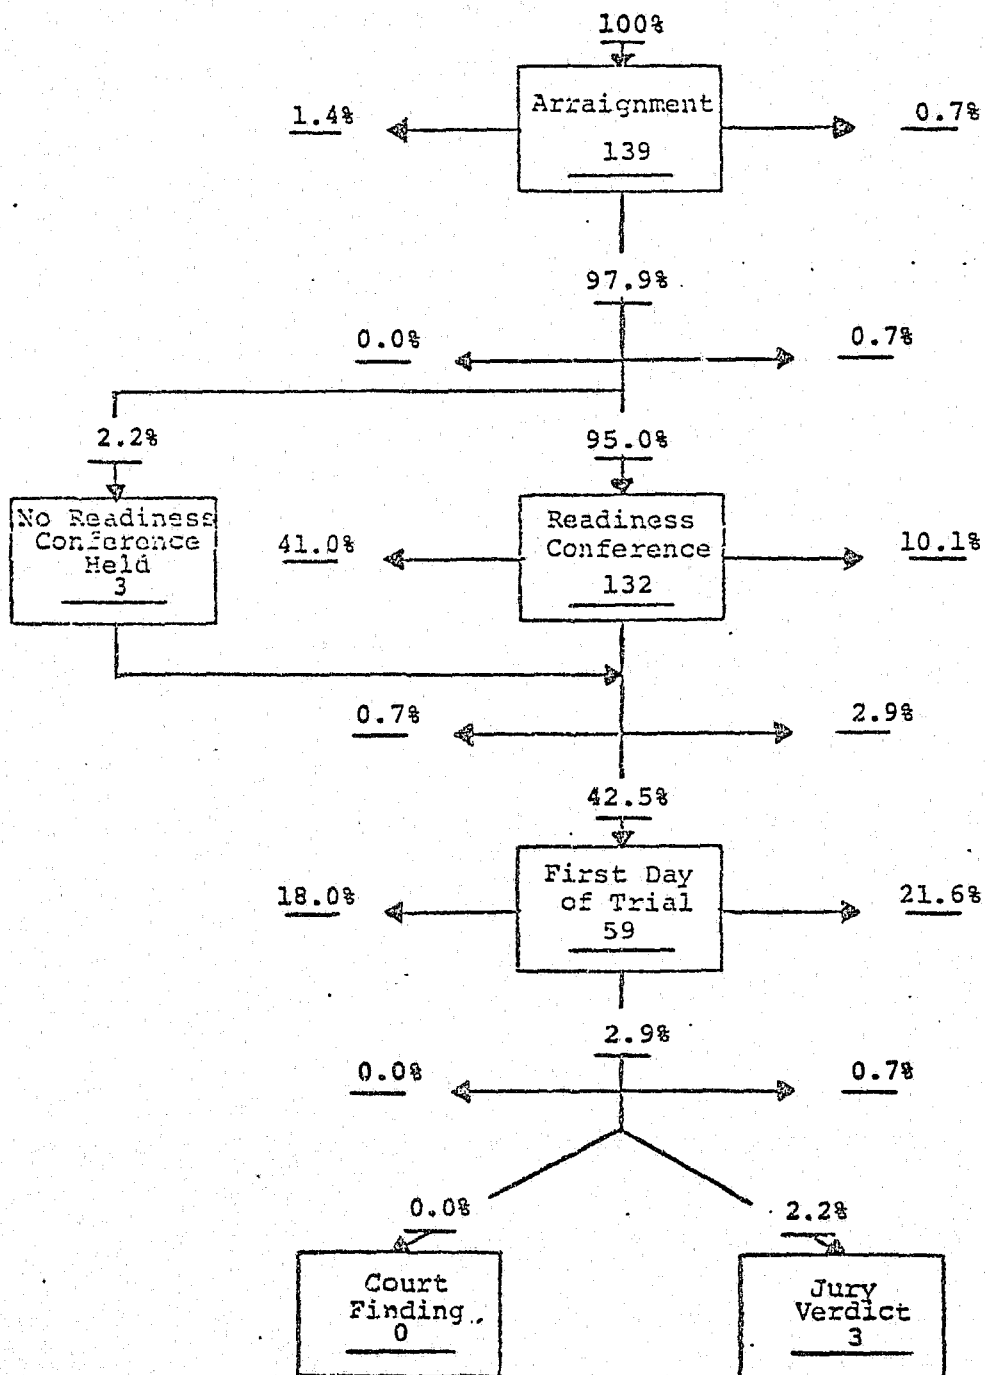 100%
Arraignment
139
1.4%
0.7%
97.9%
0.0%
0.7%
2.2%
95.0%
No Readiness
Conference
Held
3
41.0%
Readiness
Conference
132
10.1%
0.7%
2.9%
42.5%
18.0%
First Day
of Trial
59
21.6%
2.9%
0.0%
0.7%
0.0%
2.2%
Court
Finding
0
Jury
Verdict
3